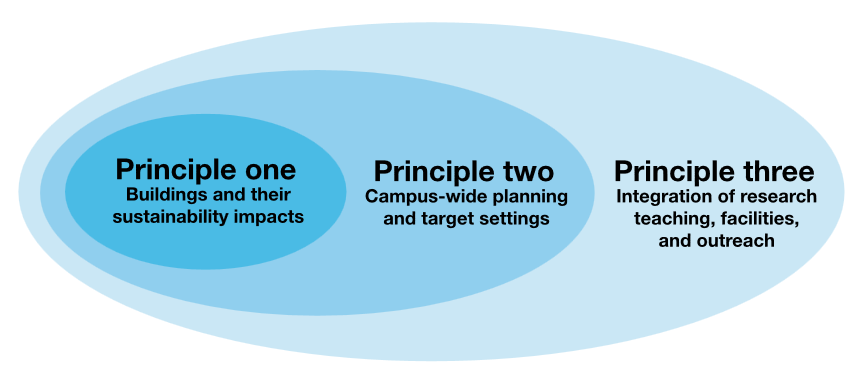 Principle one
Buildings and their
sustainability impacts
Principle two
Campus-wide planning
and target settings
Principle three
Integration of research
teaching, facilities,
and outreach